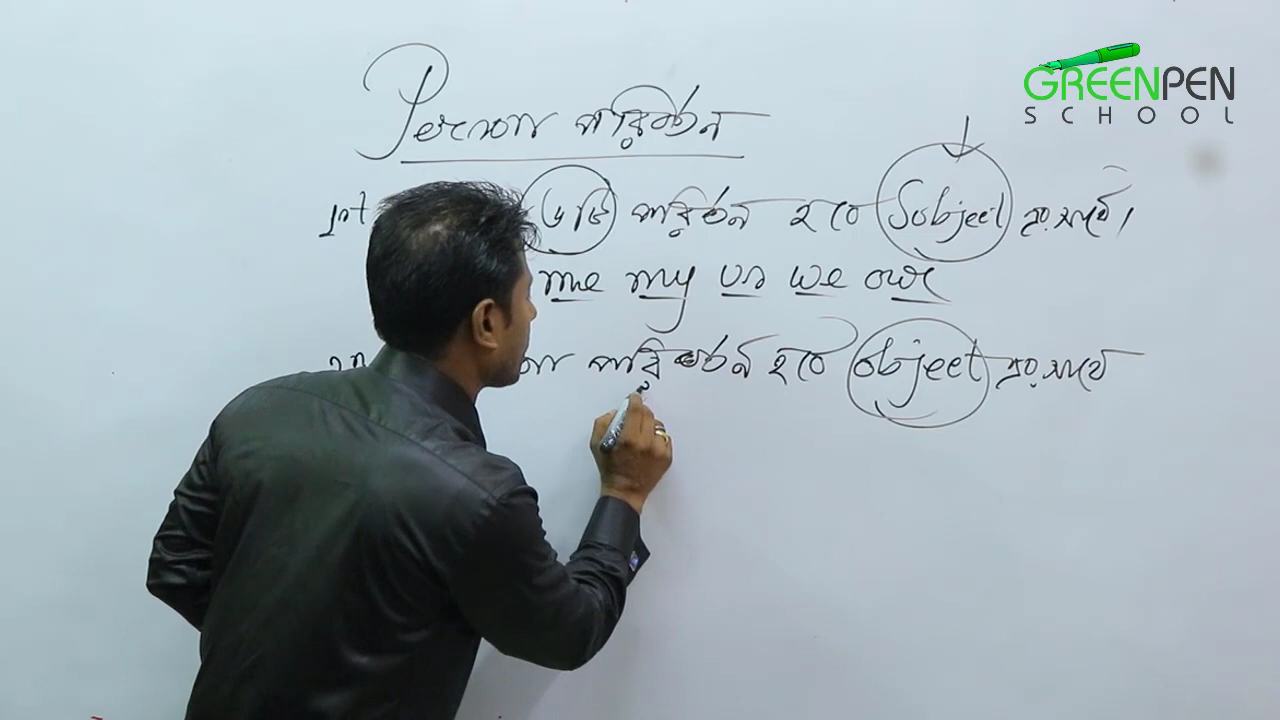 GREENPEN
SCHOOL
Person পরিবর্তন
1st ৬টি পরিবর্তন হবে Subject অনুসারে।
me my us we our
পরিবর্তন হবে object অনুসারে